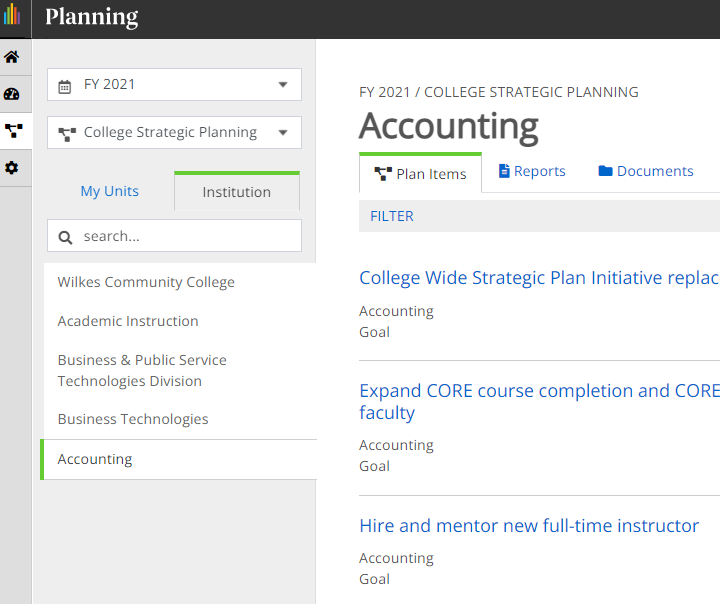 Planning
FY 2021
College Strategic Planning
My Units
Institution
search...
Wilkes Community College
Academic Instruction
Business & Public Service
Technologies Division
Business Technologies
Accounting
FY 2021 / COLLEGE STRATEGIC PLANNING
Accounting
Plan Items
Reports
Documents
FILTER
College Wide Strategic Plan Initiative replac
Accounting
Goal
Expand CORE course completion and CORE
faculty
Accounting
Goal
Hire and mentor new full-time instructor
Accounting
Goal